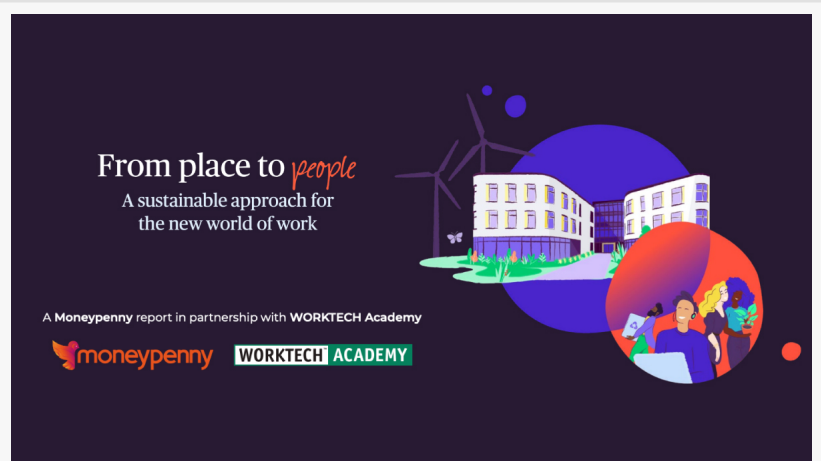 From place to people
A sustainable approach for
the new world of work
A Moneypenny report in partnership with WORKTECH Academy
moneypenny
WORKTECH ACADEMY